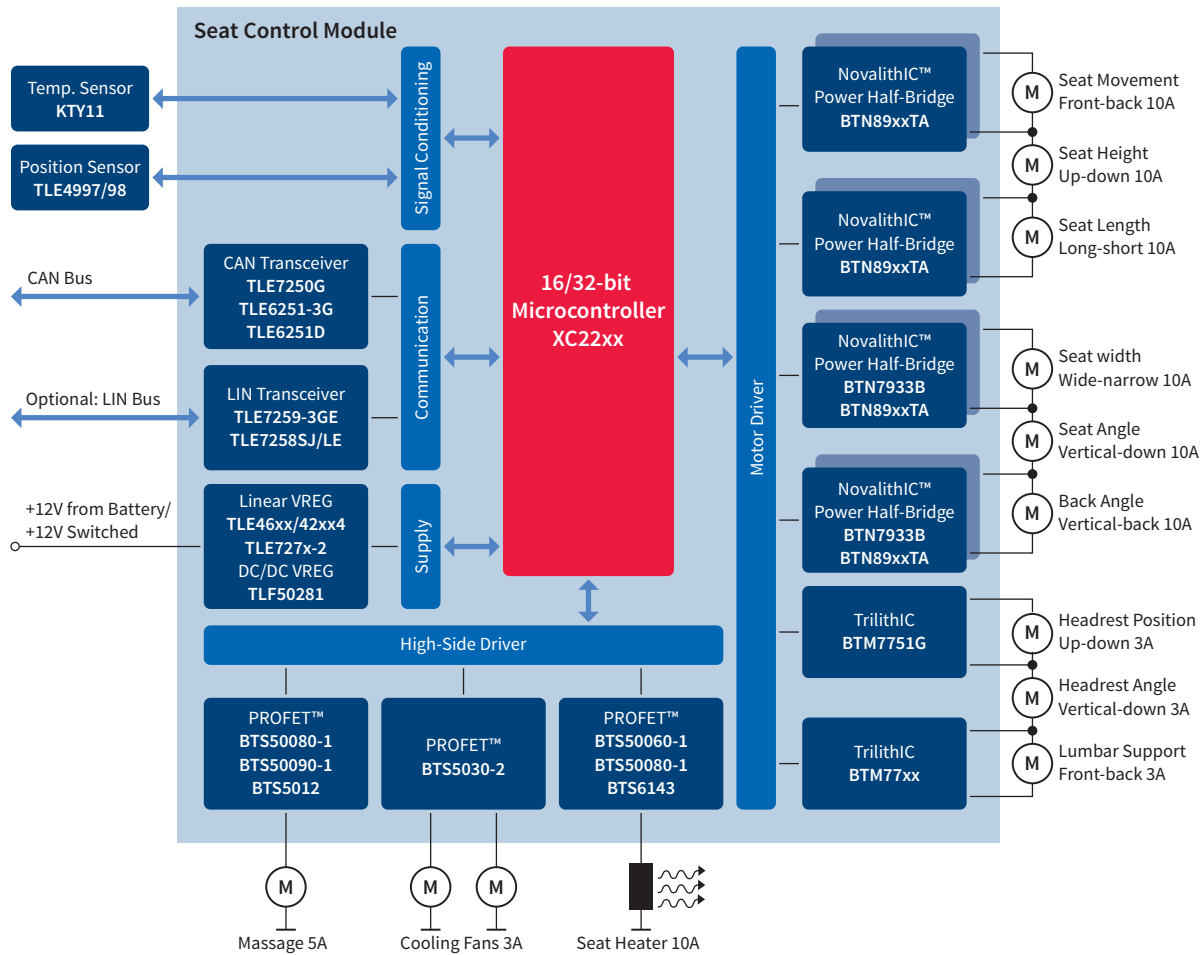 Seat Control Module
Temp. Sensor
KTY11
Position Sensor
TLE4997/98
Signal Conditioning
CAN Bus
CAN Transceiver
TLE7250G
TLE6251-3G
TLE6251D
Optional: LIN Bus
LIN Transceiver
TLE7259-3GE
TLE7258SJ/LE
Communication
+12V from Battery/
+12V Switched
Linear VREG
TLE46xx/42xx4
TLE727x-2
DC/DC VREG
TLF50281
Supply
16/32-bit
Microcontroller
XC22xx
Motor Driver
NovalithIC™
Power Half-Bridge
BTN89xxTA
NovalithIC™
Power Half-Bridge
BTN89xxTA
NovalithIC™
Power Half-Bridge
BTN7933B
BTN89xxTA
NovalithIC™
Power Half-Bridge
BTN7933B
BTN89xxTA
TrilithIC
BTM7751G
TrilithIC
BTM77xx
M
Seat Movement
Front-back 10A
M
Seat Height
Up-down 10A
M
Seat Length
Long-short 10A
M
Seat width
Wide-narrow 10A
M
Seat Angle
Vertical-down 10A
M
Back Angle
Vertical-back 10A
M
Headrest Position
Up-down 3A
M
Headrest Angle
Vertical-down 3A
M
Lumbar Support
Front-back 3A
High-Side Driver
PROFET™
BTS50080-1
BTS50090-1
BTS5012
PROFET™
BTS5030-2
PROFET™
BTS50060-1
BTS50080-1
BTS6143
M
M
M
Massage 5A
Cooling Fans 3A
Seat Heater 10A